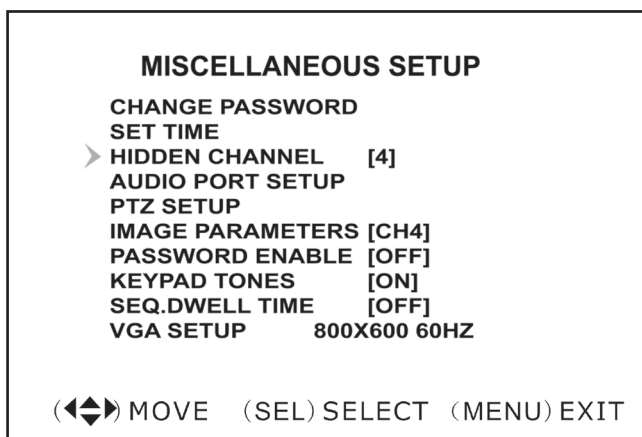 MISCELLANEOUS SETUP
CHANGE PASSWORD
SET TIME
HIDDEN CHANNEL [4]
AUDIO PORT SETUP
PTZ SETUP
IMAGE PARAMETERS [CH4]
PASSWORD ENABLE [OFF]
KEYPAD TONES [ON]
SEQ.DWELL TIME [OFF]
VGA SETUP 800X600 60HZ
(◀♦▶) MOVE (SEL) SELECT (MENU) EXIT